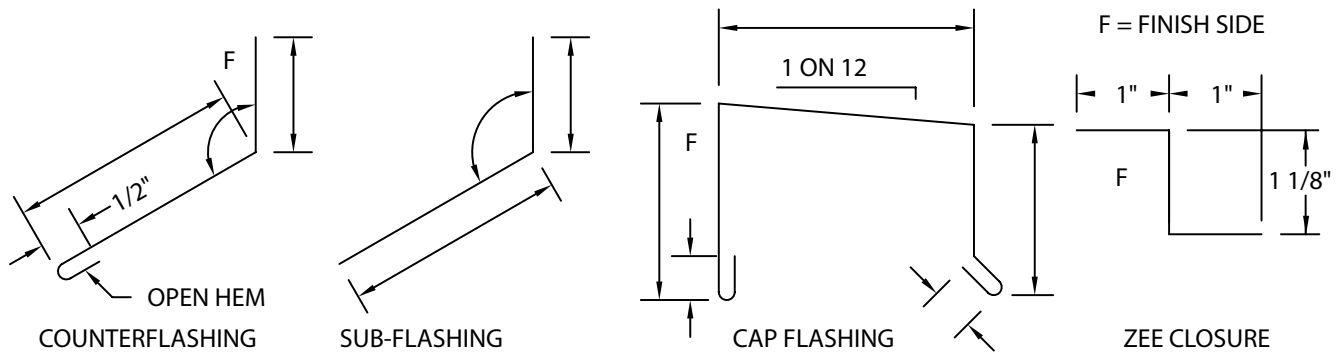 F = FINISH SIDE
F
1 ON 12
1"
1"
F
F
1 1/8"
1/2"
OPEN HEM
COUNTERFLASHING
SUB-FLASHING
CAP FLASHING
ZEE CLOSURE